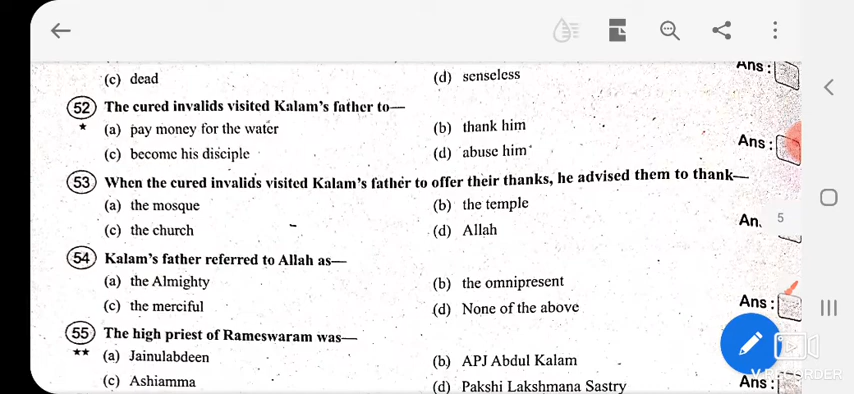 (c) dead (d) senseless Ans :
52 The cured invalids visited Kalam's father to—
★ (a) pay money for the water (b) thank him
(c) become his disciple (d) abuse him Ans :
53 When the cured invalids visited Kalam's father to offer their thanks, he advised them to thank—
(a) the mosque (b) the temple
(c) the church (d) Allah An. 5
54 Kalam's father referred to Allah as—
(a) the Almighty (b) the omnipresent
(c) the merciful (d) None of the above Ans :
55 The high priest of Rameswaram was—
★★ (a) Jainulabdeen (b) APJ Abdul Kalam
(c) Ashiamma (d) Pakshi Lakshmana Sastry Ans :
RECORDER